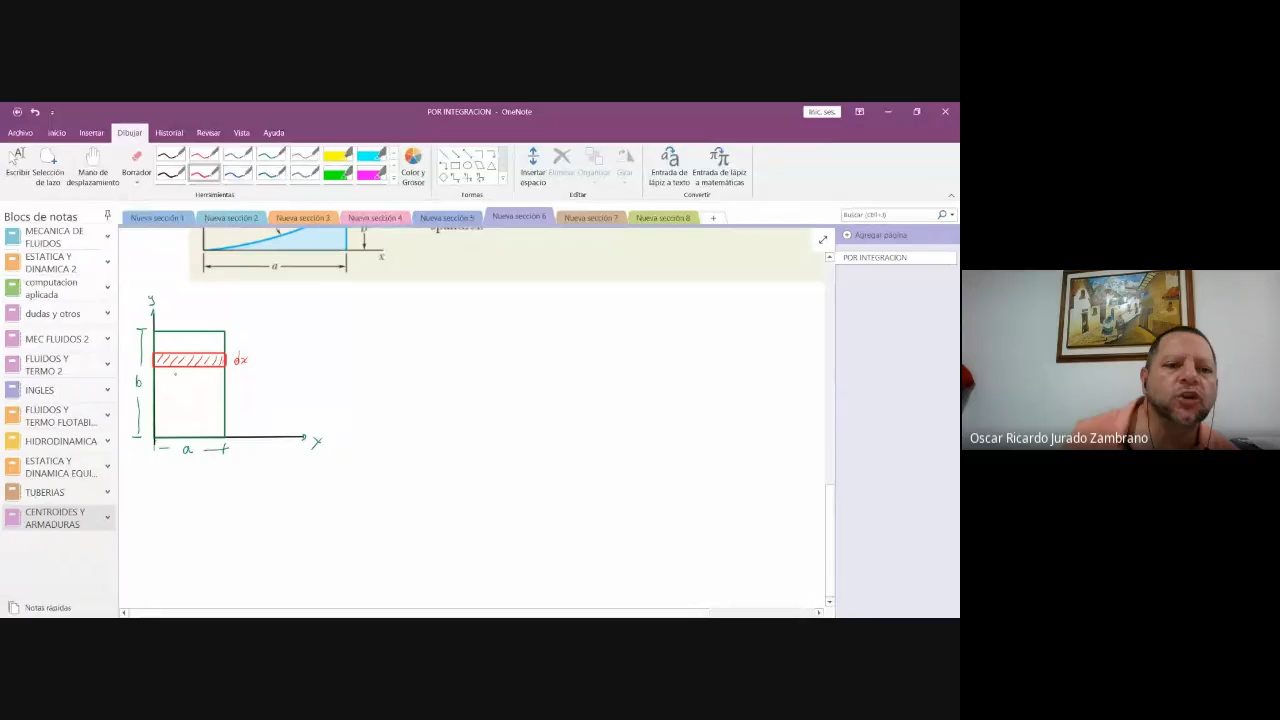 POR INTEGRACION - OneNote
Inic. ses.
Archivo
Inicio
Insertar
Dibujar
Historial
Revisar
Vista
Ayuda
Escribir
Selección de lazo
Mano de desplazamiento
Borrador
Color y Grosor
Insertar espacio
Eliminar
Organizar
Girar
Entrada de lápiz a texto
Entrada de lápiz a matemáticas
Herramientas
Formas
Editar
Convertir
Blocs de notas
Nueva sección 1
Nueva sección 2
Nueva sección 3
Nueva sección 4
Nueva sección 5
Nueva sección 6
Nueva sección 7
Nueva sección 8
+
Buscar (Ctrl+J)
Agregar página
POR INTEGRACION
MECANICA DE
FLUIDOS
ESTATICA Y
DINAMICA 2
computacion
aplicada
dudas y otros
MEC FLUIDOS 2
FLUIDOS Y
TERMO 2
INGLES
FLUIDOS Y
TERMO FLOTABI...
HIDRODINAMICA
ESTATICA Y
DINAMICA EQUI...
TUBERIAS
CENTROIDES Y
ARMADURAS
Notas rápidas
x
a
y
dx
b
a
x
Oscar Ricardo Jurado Zambrano